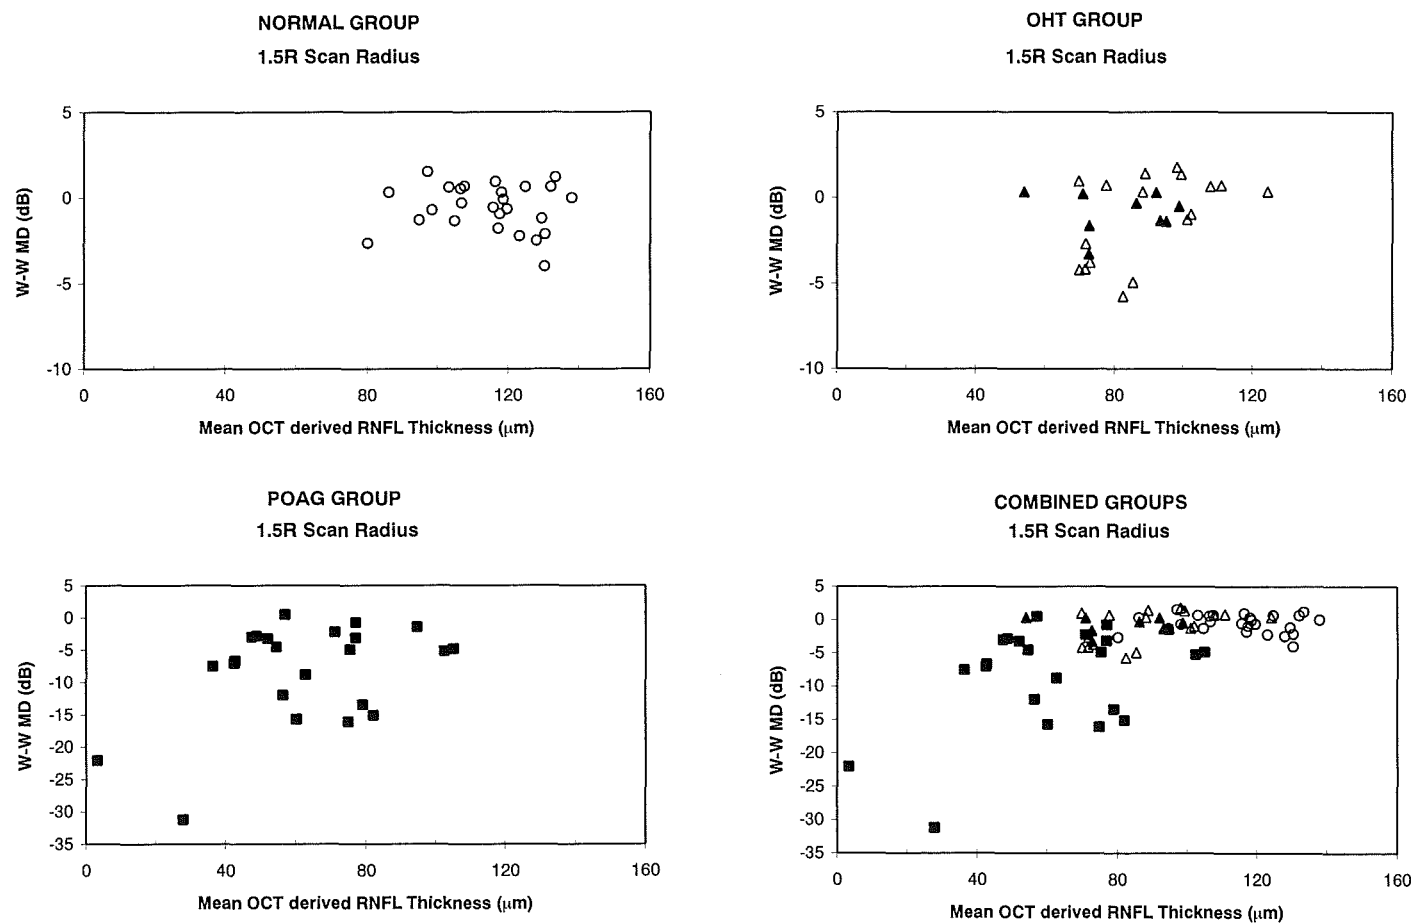 NORMAL GROUP
1.5R Scan Radius
5
0
-5
-10
W-W MD (dB)
0 40 80 120 160
Mean OCT derived RNFL Thickness (μm)
OHT GROUP
1.5R Scan Radius
5
0
-5
-10
W-W MD (dB)
0 40 80 120 160
Mean OCT derived RNFL Thickness (μm)
POAG GROUP
1.5R Scan Radius
5
0
-5
-10
-15
-20
-25
-30
-35
W-W MD (dB)
0 40 80 120 160
Mean OCT derived RNFL Thickness (μm)
COMBINED GROUPS
1.5R Scan Radius
5
0
-5
-10
-15
-20
-25
-30
-35
W-W MD (dB)
0 40 80 120 160
Mean OCT derived RNFL Thickness (μm)